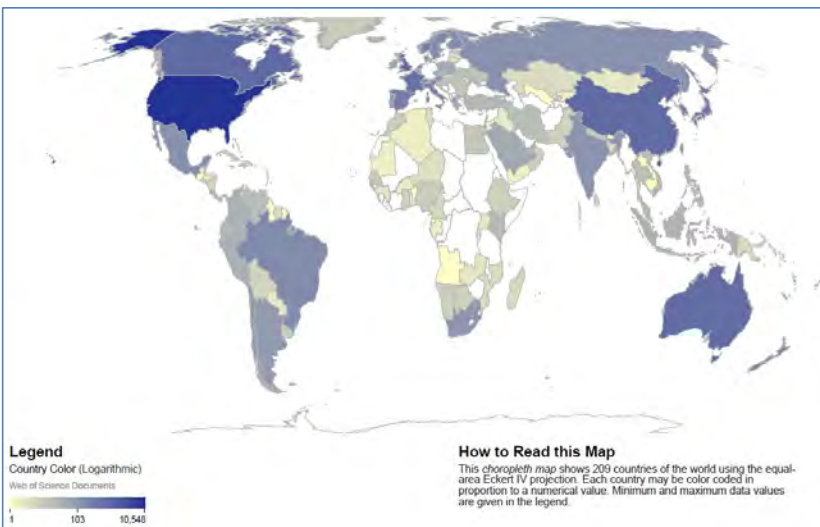 Legend
Country Color (Logarithmic)
Web of Science Documents
1 103 10,548
How to Read this Map
This choropleth map shows 209 countries of the world using the equal-
area Eckert IV projection. Each country may be color coded in
proportion to a numerical value. Minimum and maximum data values
are given in the legend.